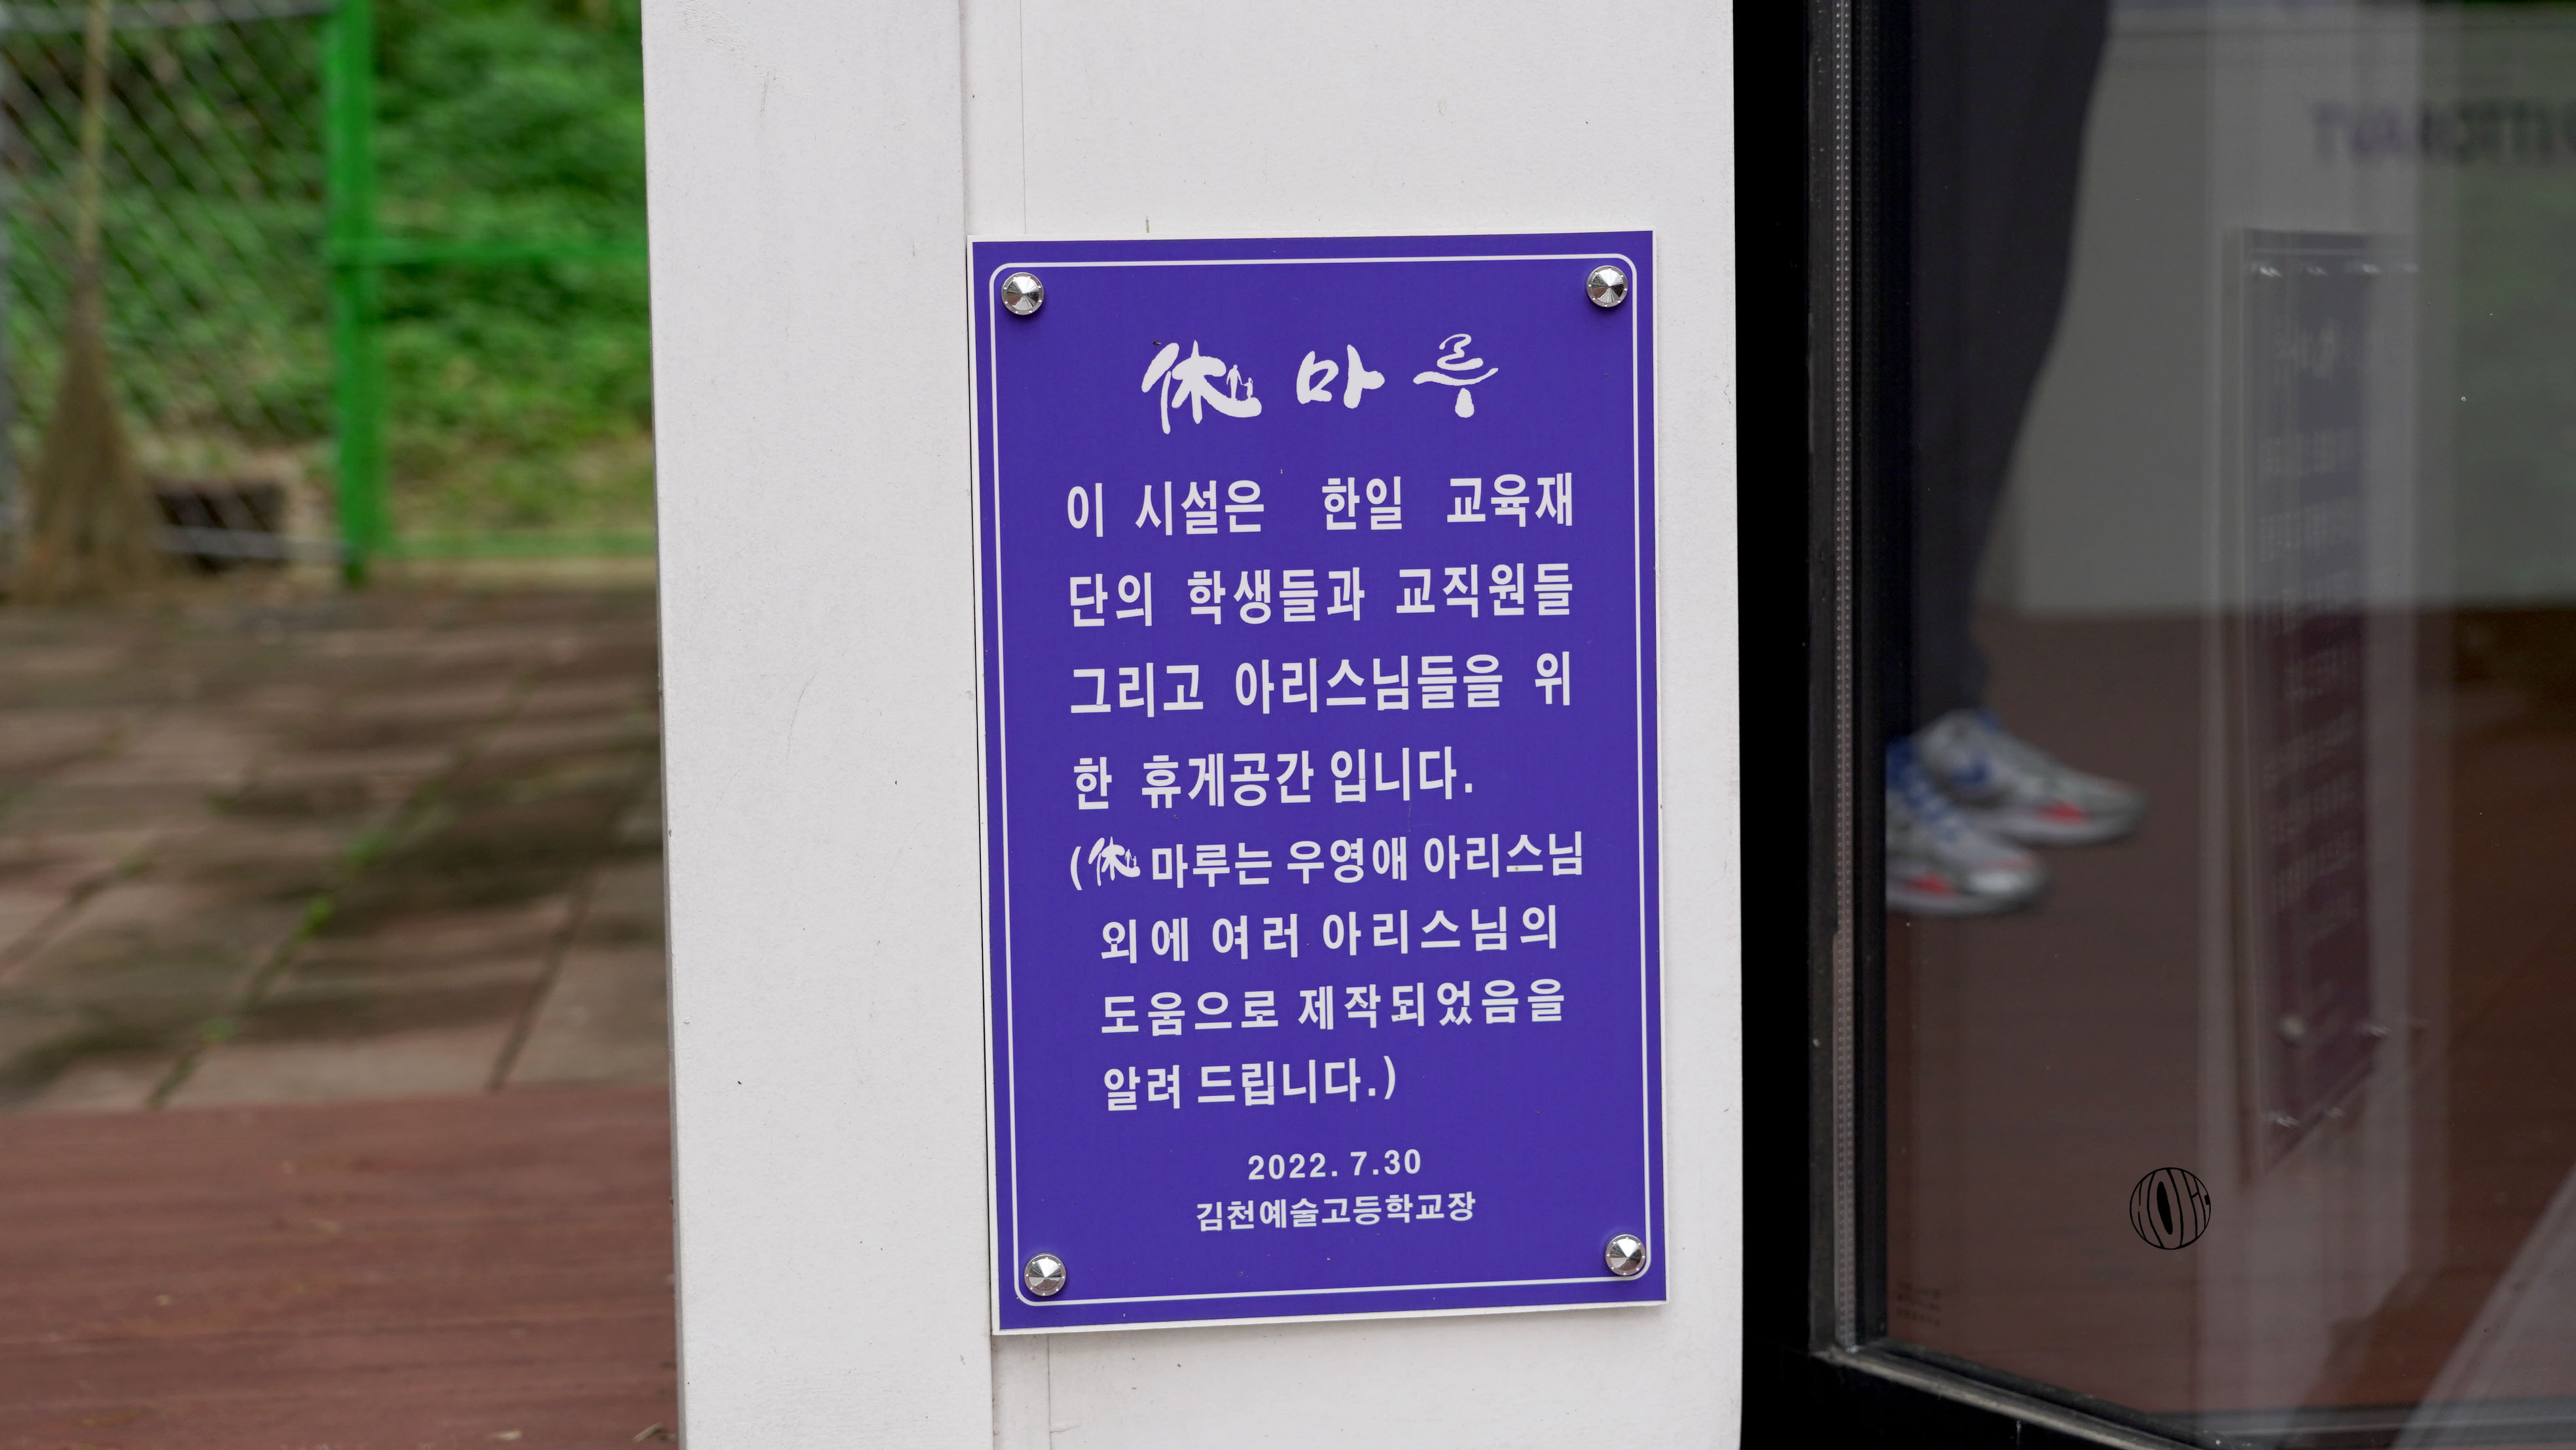 休 마 루
이 시설은 한일 교육재
단의 학생들과 교직원들
그리고 아리스님들을 위
한 휴게공간 입니다.
(休 마루는 우영애 아리스님
외에 여러 아리스님의
도움으로 제작되었음을
알려 드립니다.)
2022. 7.30
김천예술고등학교장